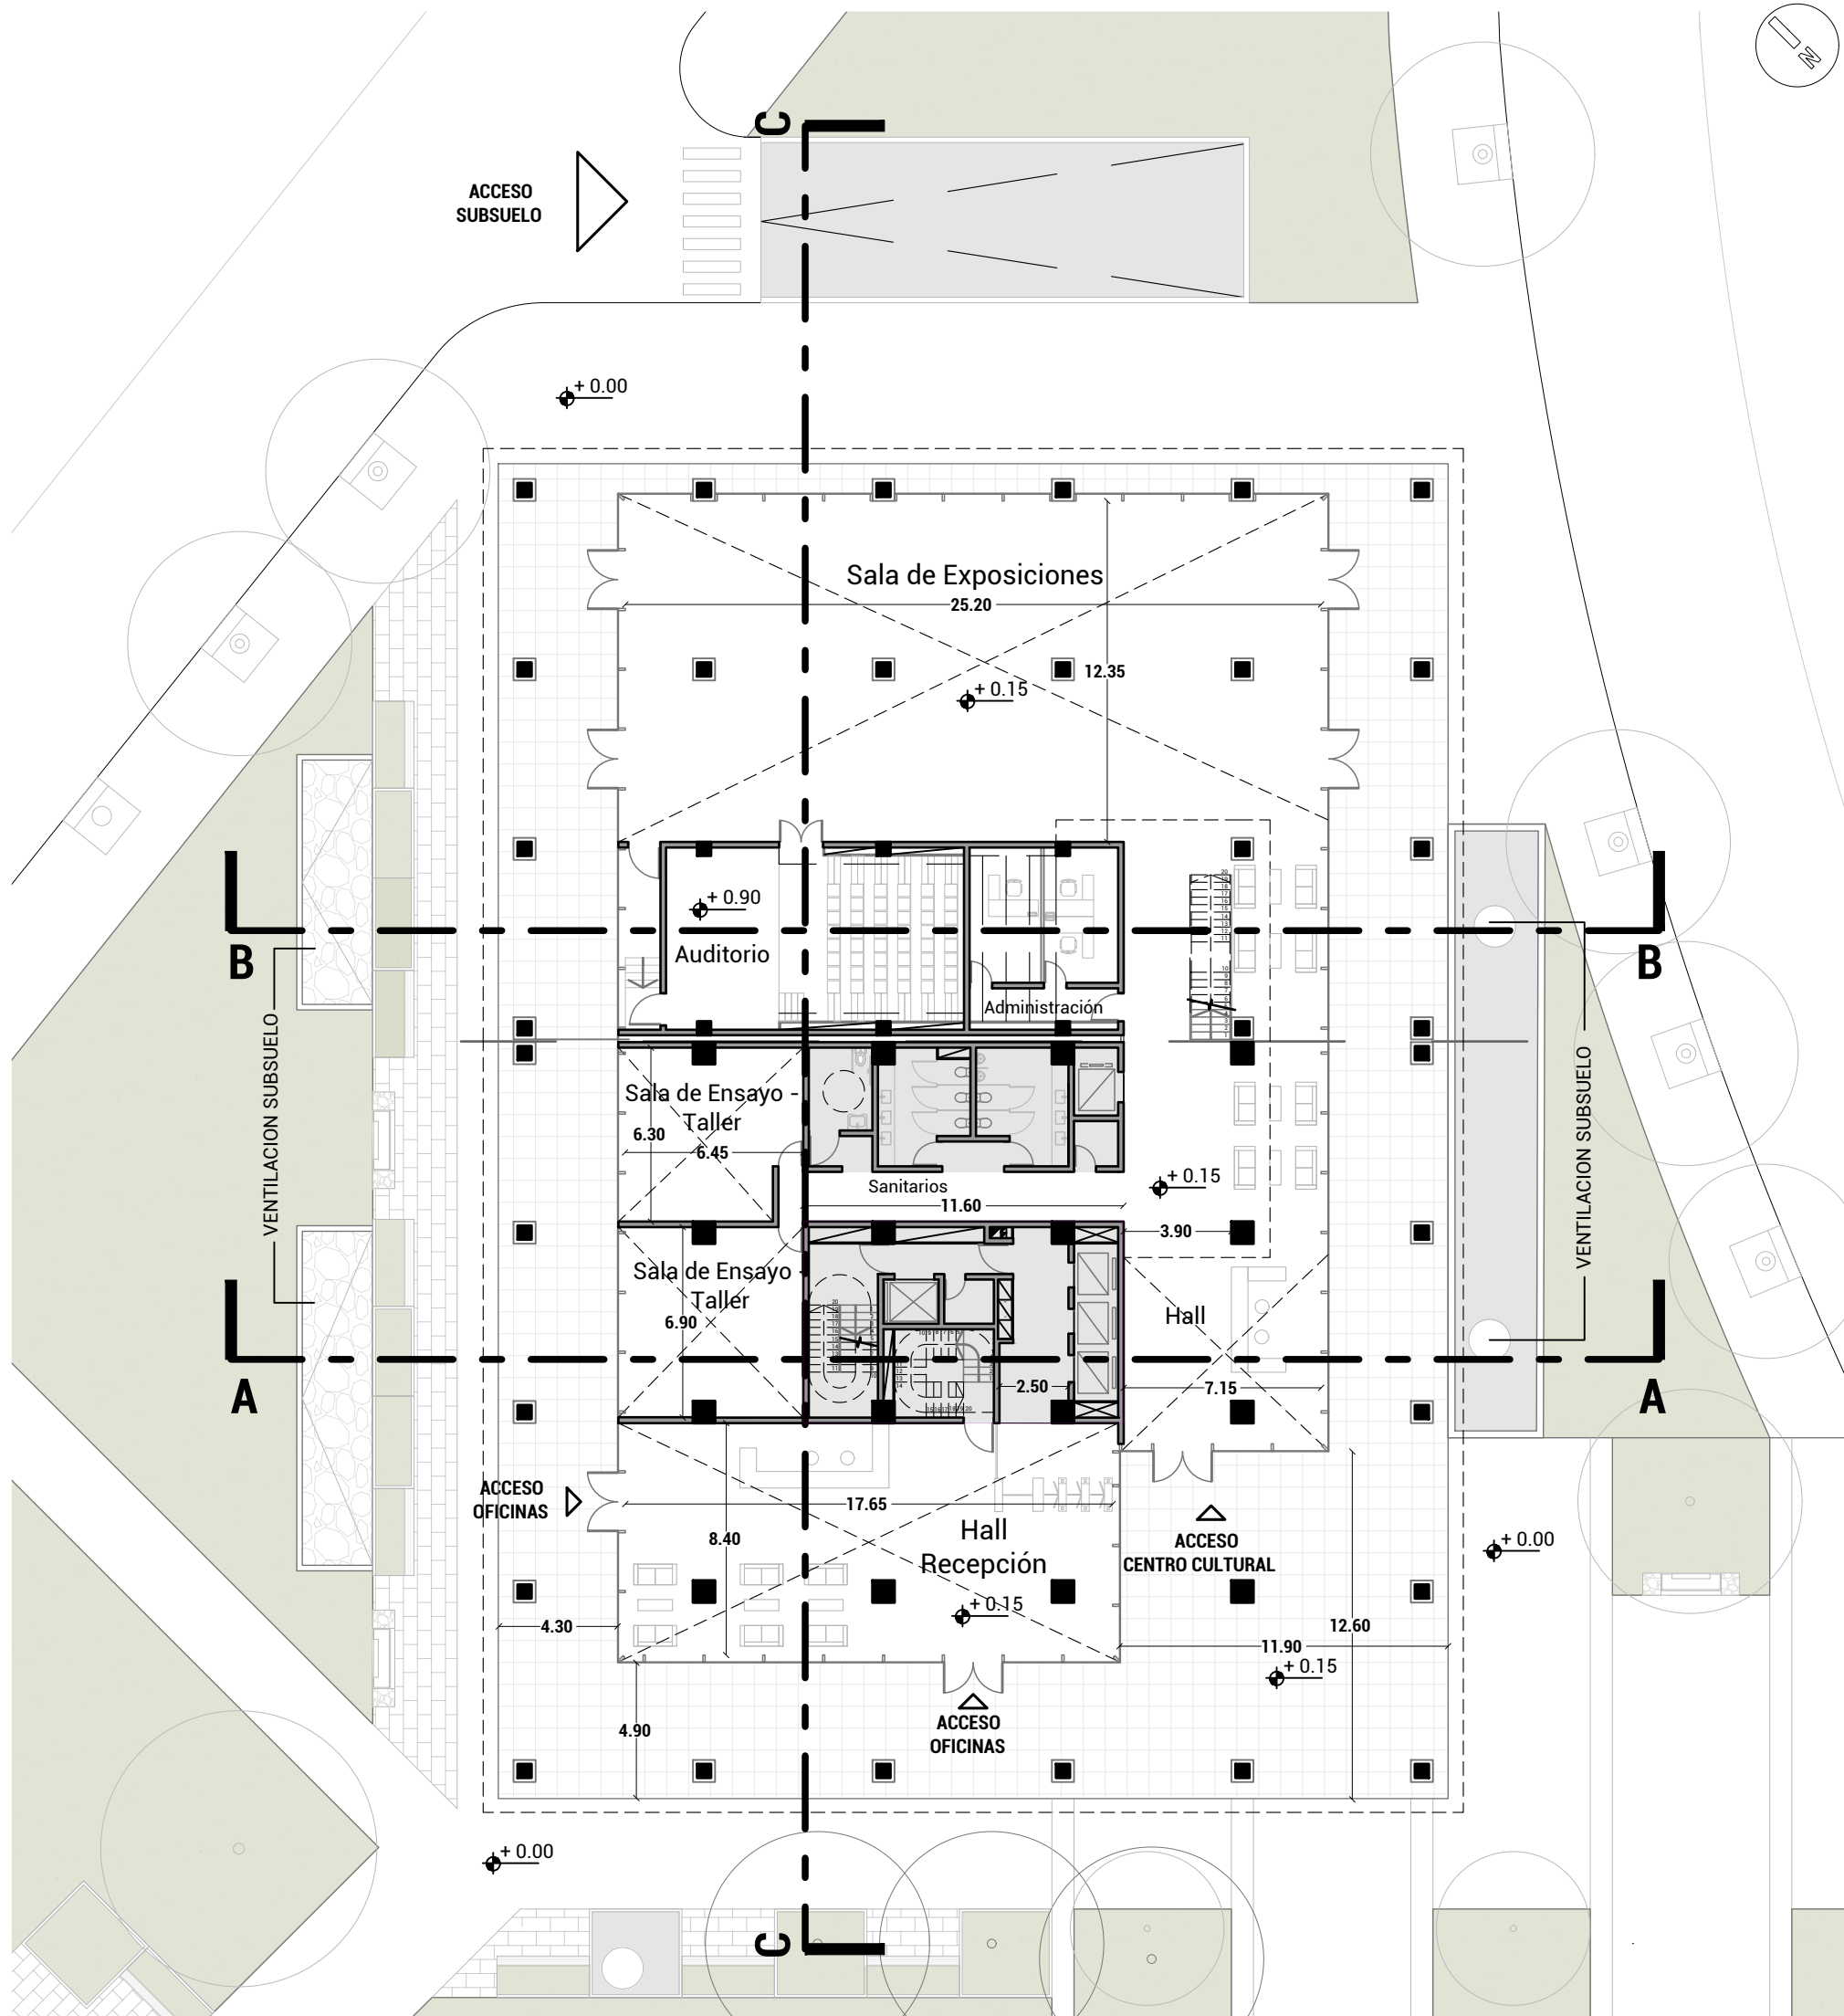 N
C
ACCESO
SUBSUELO
+ 0.00
Sala de Exposiciones
25.20
12.35
+ 0.15
+ 0.90
Auditorio
B
B
Administración
VENTILACION SUBSUELO
VENTILACION SUBSUELO
Sala de Ensayo -
Taller
6.30
6.45
Sanitarios
+ 0.15
11.60
3.90
Sala de Ensayo -
Taller
6.90
Hall
2.50
7.15
A
A
ACCESO
OFICINAS
17.65
8.40
Hall
Recepción
ACCESO
CENTRO CULTURAL
+ 0.00
+ 0.15
4.30
12.60
11.90
+ 0.15
4.90
ACCESO
OFICINAS
+ 0.00
C